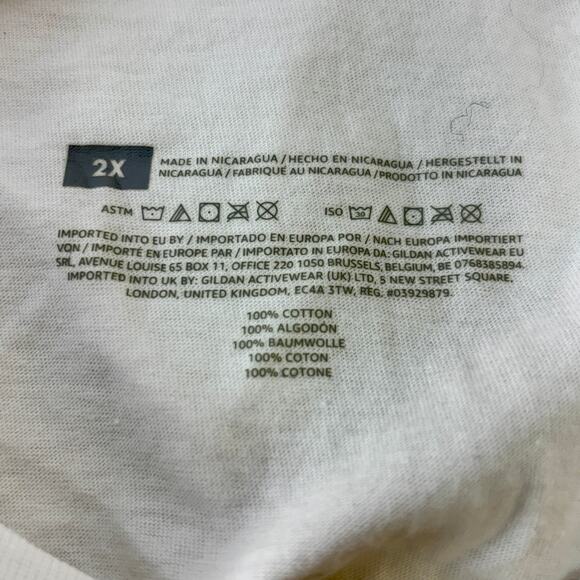 2X
MADE IN NICARAGUA / HECHO EN NICARAGUA / HERGESTELLT IN
NICARAGUA / FABRIQUE AU NICARAGUA / PRODOTTO IN NICARAGUA
ASTM
ISO 30
IMPORTED INTO EU BY / IMPORTADO EN EUROPA POR / NACH EUROPA IMPORTIERT
VON / IMPORTÉ EN EUROPE PAR / IMPORTATO IN EUROPA DA: GILDAN ACTIVEWEAR EU
SRL, AVENUE LOUISE 65 BOX 11, OFFICE 220 1050 BRUSSELS, BELGIUM, BE 0768385894.
IMPORTED INTO UK BY: GILDAN ACTIVEWEAR (UK) LTD, 5 NEW STREET SQUARE,
LONDON, UNITED KINGDOM, EC4A 3TW, REG. #03929879.
100% COTTON
100% ALGODÓN
100% BAUMWOLLE
100% COTON
100% COTONE